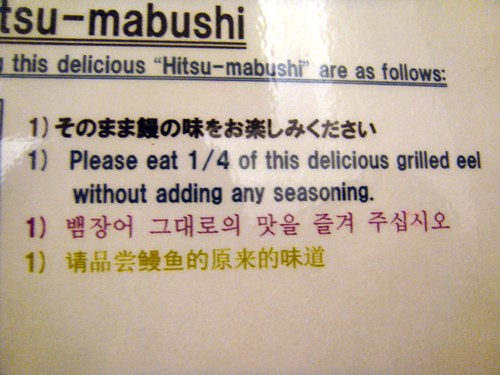 tsu-mabushi
this delicious “Hitsu-mabushi” are as follows:
1) そのまま鰻の味をお楽しみください
1) Please eat 1/4 of this delicious grilled eel
without adding any seasoning.
1) 뱀장어 그대로의 맛을 즐겨 주십시오
1) 请品尝鳗鱼的原来的味道